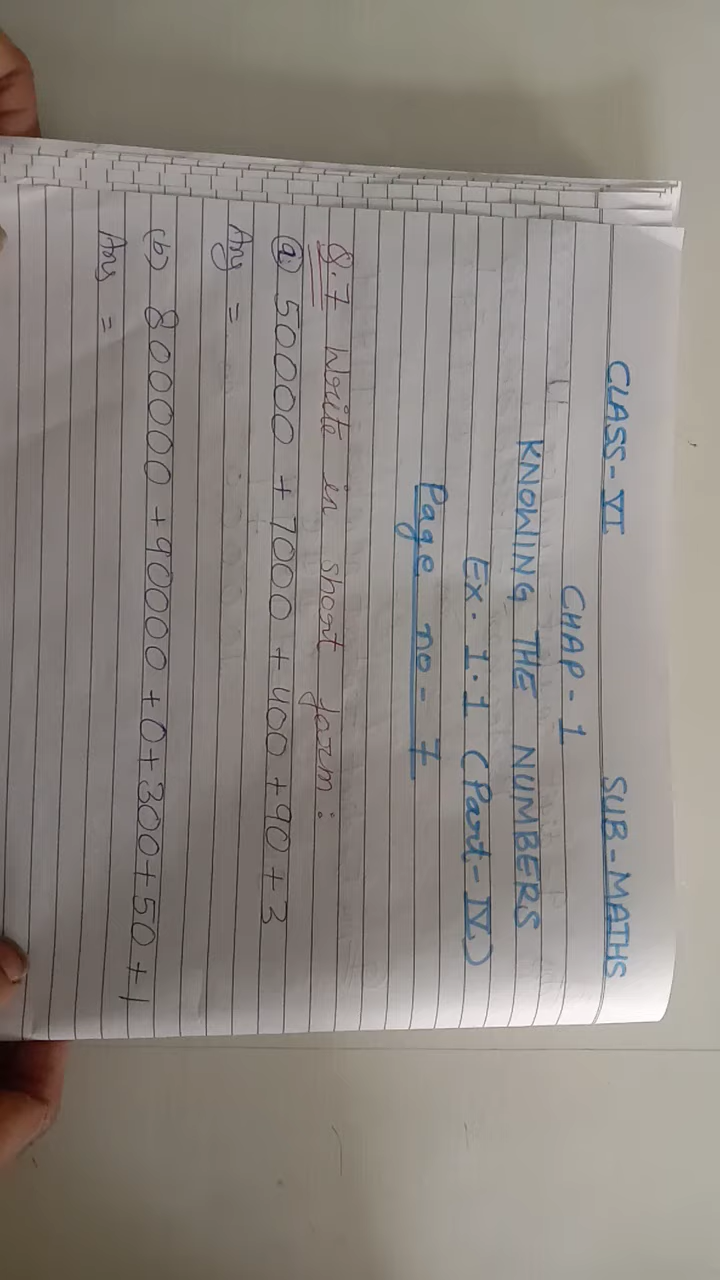 CLASS-VI SUB-MATHS
CHAP-1
KNOWING THE NUMBERS
EX. 1.1 (Part-IV)
Page no- 7
Q.7 Write in short form:
(a) 50000 +7000 +400 +90 +3
Ans =
(b) 800000 +90000 +0+300+50 +1
Ans =